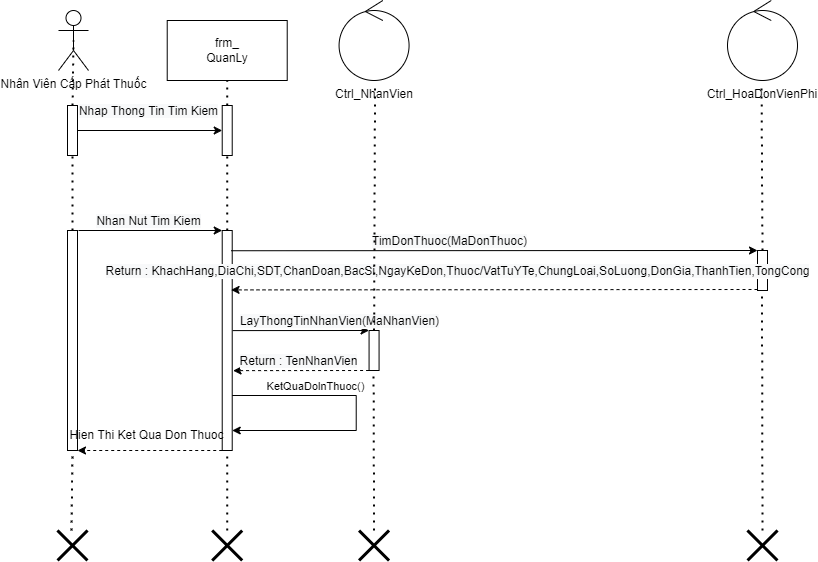 frm_
QuanLy
Nhân Viên Cấp Phát Thuốc
Ctrl_NhanVien
Ctrl_HoaDonVienPhi
Nhap Thong Tin Tim Kiem
Nhan Nut Tim Kiem
TimDonThuoc(MaDonThuoc)
Return : KhachHang,DiaChi,SDT,ChanDoan,BacSi,NgayKeDon,Thuoc/VatTuYTe,ChungLoai,SoLuong,DonGia,ThanhTien,TongCong
LayThongTinNhanVien(MaNhanVien)
Return : TenNhanVien
KetQuaDoInThuoc()
Hien Thi Ket Qua Don Thuoc